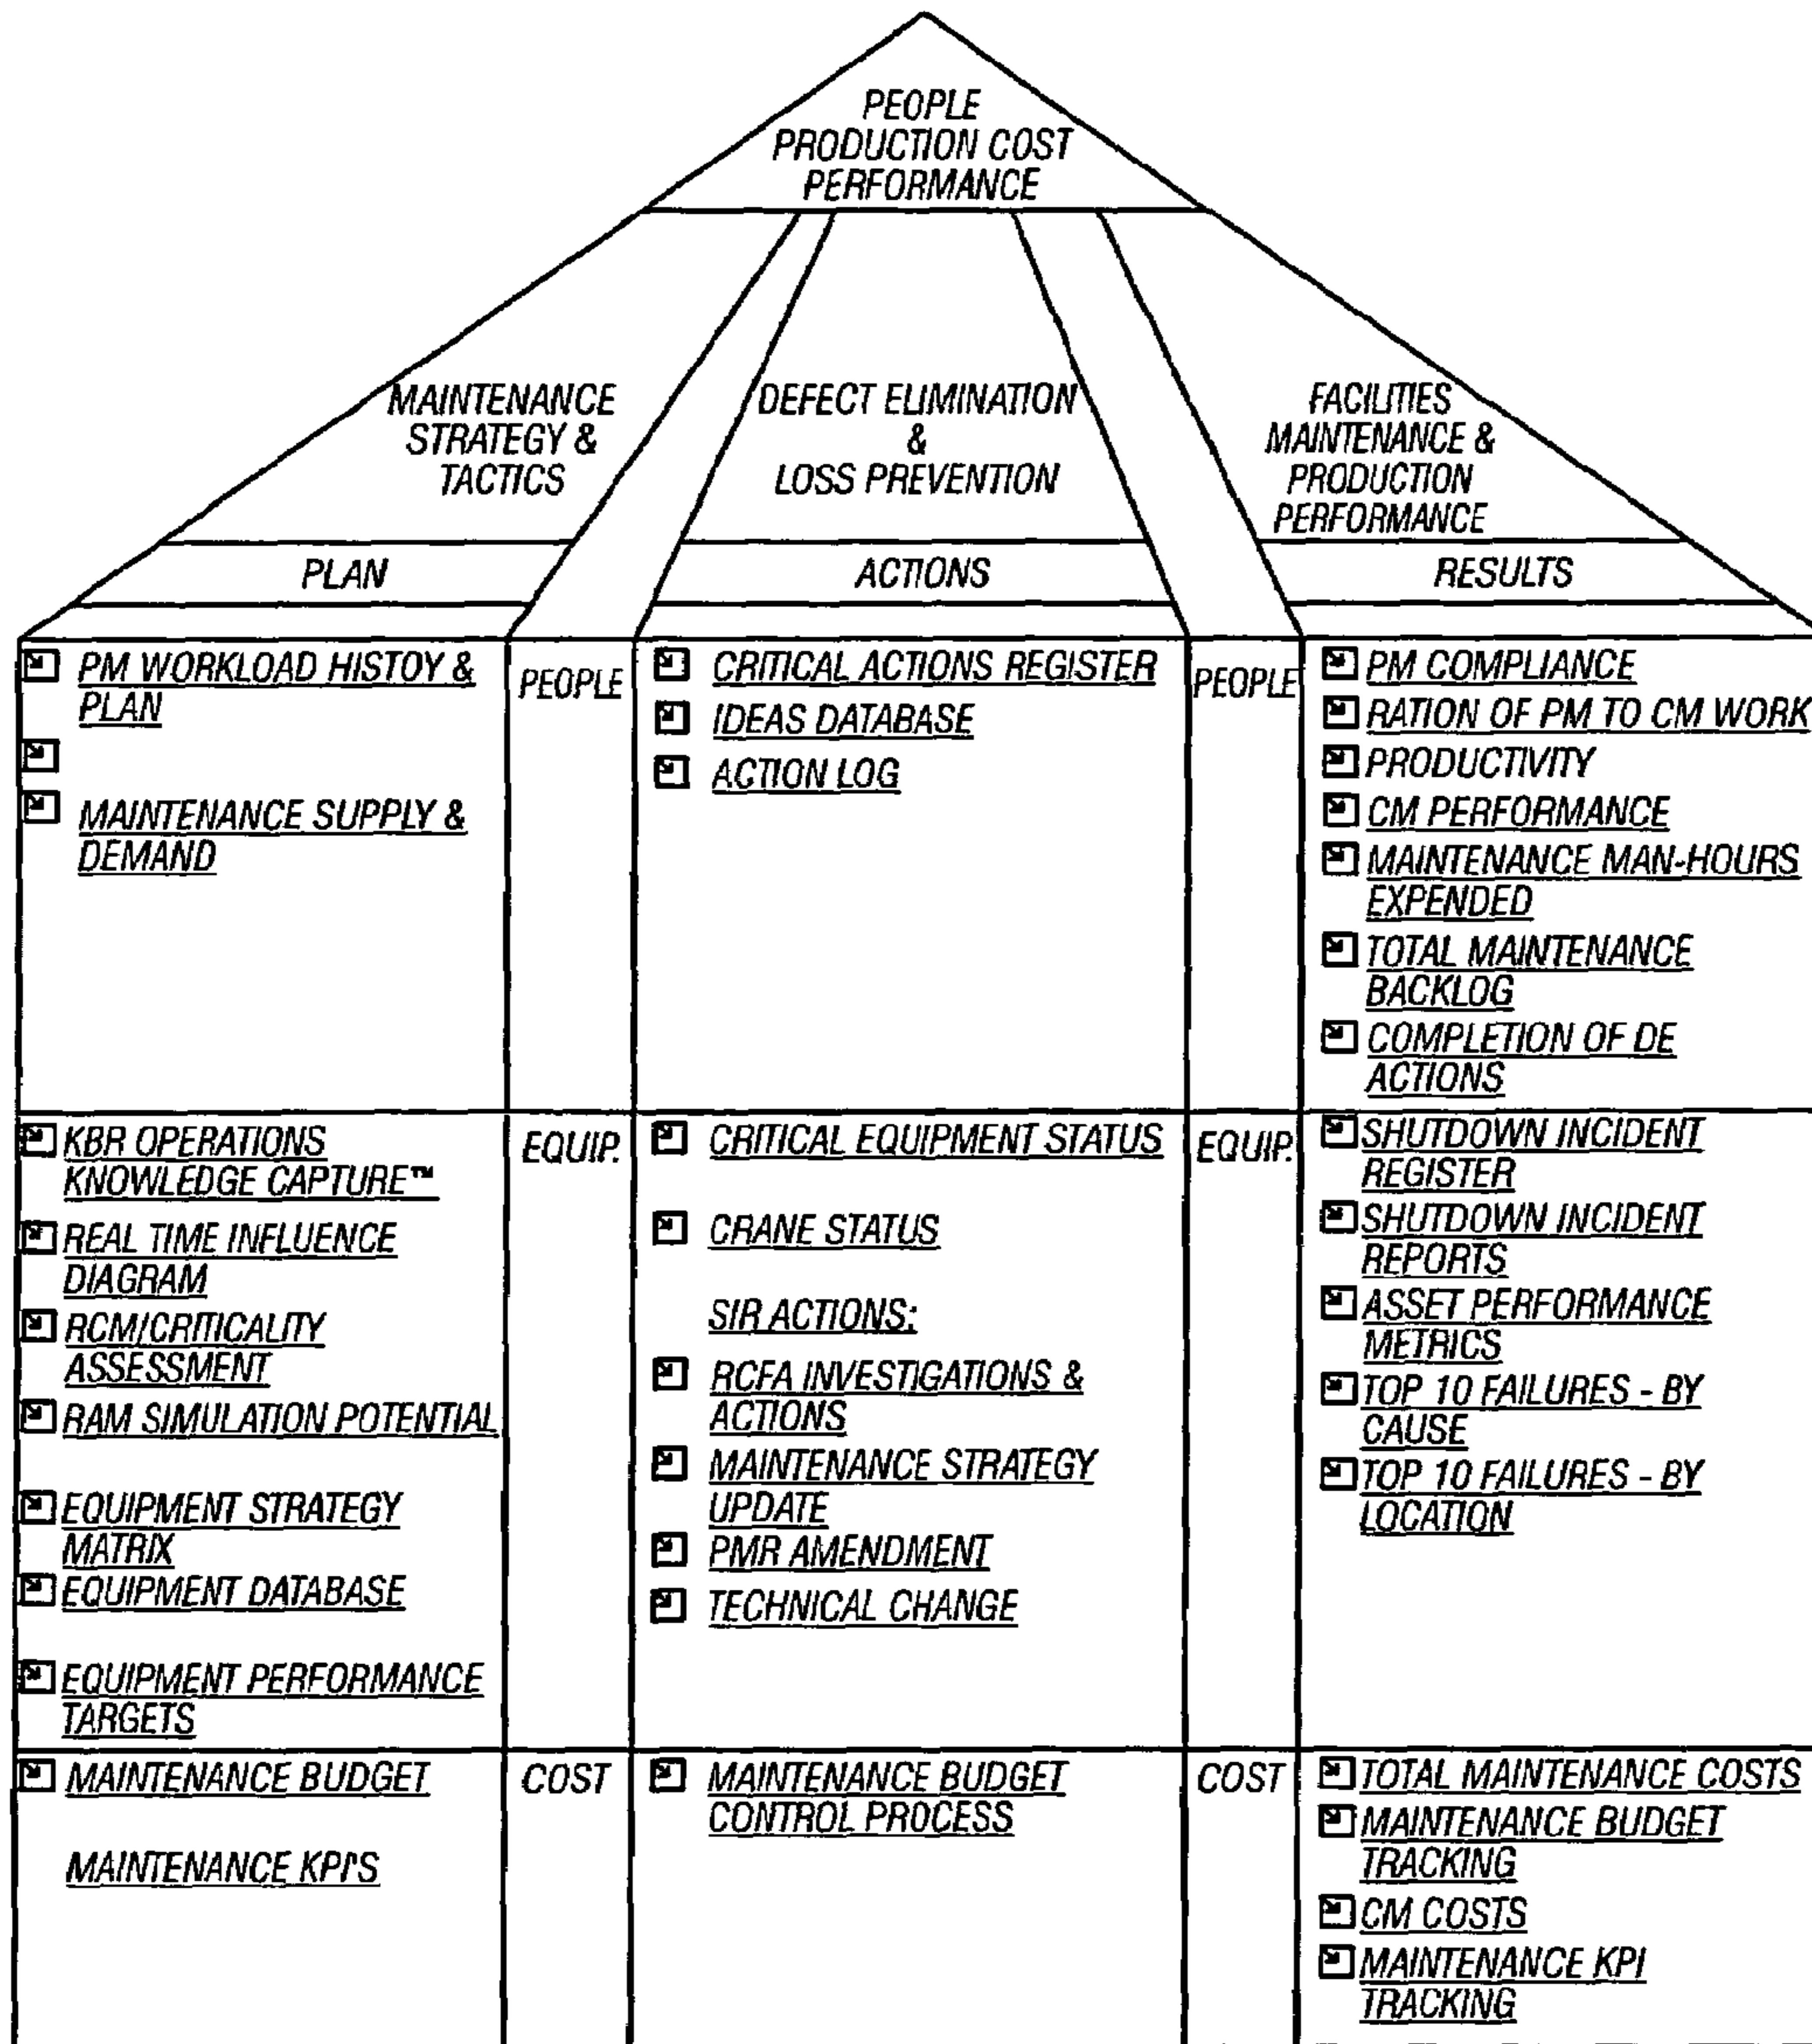 PEOPLE
PRODUCTION COST
PERFORMANCE
MAINTENANCE
STRATEGY &
TACTICS
DEFECT ELIMINATION
&
LOSS PREVENTION
FACILITIES
MAINTENANCE &
PRODUCTION
PERFORMANCE
PLAN
ACTIONS
RESULTS
PM WORKLOAD HISTOY &
PLAN
MAINTENANCE SUPPLY &
DEMAND
PEOPLE
CRITICAL ACTIONS REGISTER
IDEAS DATABASE
ACTION LOG
PEOPLE
PM COMPLIANCE
RATION OF PM TO CM WORK
PRODUCTIVITY
CM PERFORMANCE
MAINTENANCE MAN-HOURS
EXPENDED
TOTAL MAINTENANCE
BACKLOG
COMPLETION OF DE
ACTIONS
KBR OPERATIONS
KNOWLEDGE CAPTURE™
REAL TIME INFLUENCE
DIAGRAM
RCM/CRITICALITY
ASSESSMENT
RAM SIMULATION POTENTIAL
EQUIPMENT STRATEGY
MATRIX
EQUIPMENT DATABASE
EQUIPMENT PERFORMANCE
TARGETS
EQUIP.
CRITICAL EQUIPMENT STATUS
CRANE STATUS
SIR ACTIONS:
RCFA INVESTIGATIONS &
ACTIONS
MAINTENANCE STRATEGY
UPDATE
PMR AMENDMENT
TECHNICAL CHANGE
EQUIP.
SHUTDOWN INCIDENT
REGISTER
SHUTDOWN INCIDENT
REPORTS
ASSET PERFORMANCE
METRICS
TOP 10 FAILURES - BY
CAUSE
TOP 10 FAILURES - BY
LOCATION
MAINTENANCE BUDGET
MAINTENANCE KPI'S
COST
MAINTENANCE BUDGET
CONTROL PROCESS
COST
TOTAL MAINTENANCE COSTS
MAINTENANCE BUDGET
TRACKING
CM COSTS
MAINTENANCE KPI
TRACKING